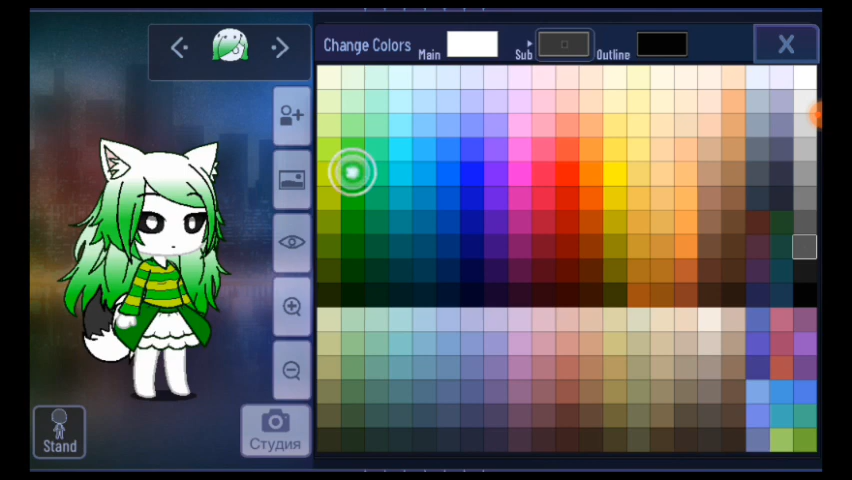 Change Colors Main Sub Outline X
Stand
Студия